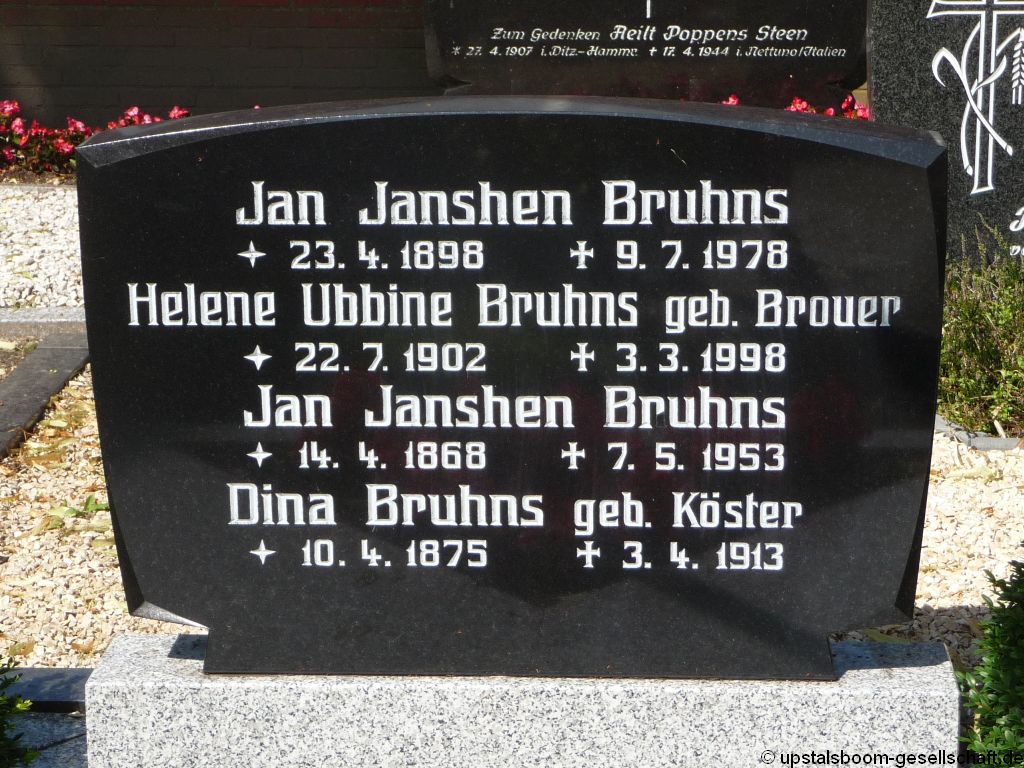 Zum Gedenken Reilt Poppens Steen
* 27. 4. 1907 i. Ditz.-Hamme. † 17. 4. 1944 i. Nettuno/Italien
Jan Janshen Bruhns
✦ 23. 4. 1898 ✝ 9. 7. 1978
Helene Ubbine Bruhns geb. Brouer
✦ 22. 7. 1902 ✝ 3. 3. 1998
Jan Janshen Bruhns
✦ 14. 4. 1868 ✝ 7. 5. 1953
Dina Bruhns geb. Köster
✦ 10. 4. 1875 ✝ 3. 4. 1913
© upstalsboom-gesellschaft.de